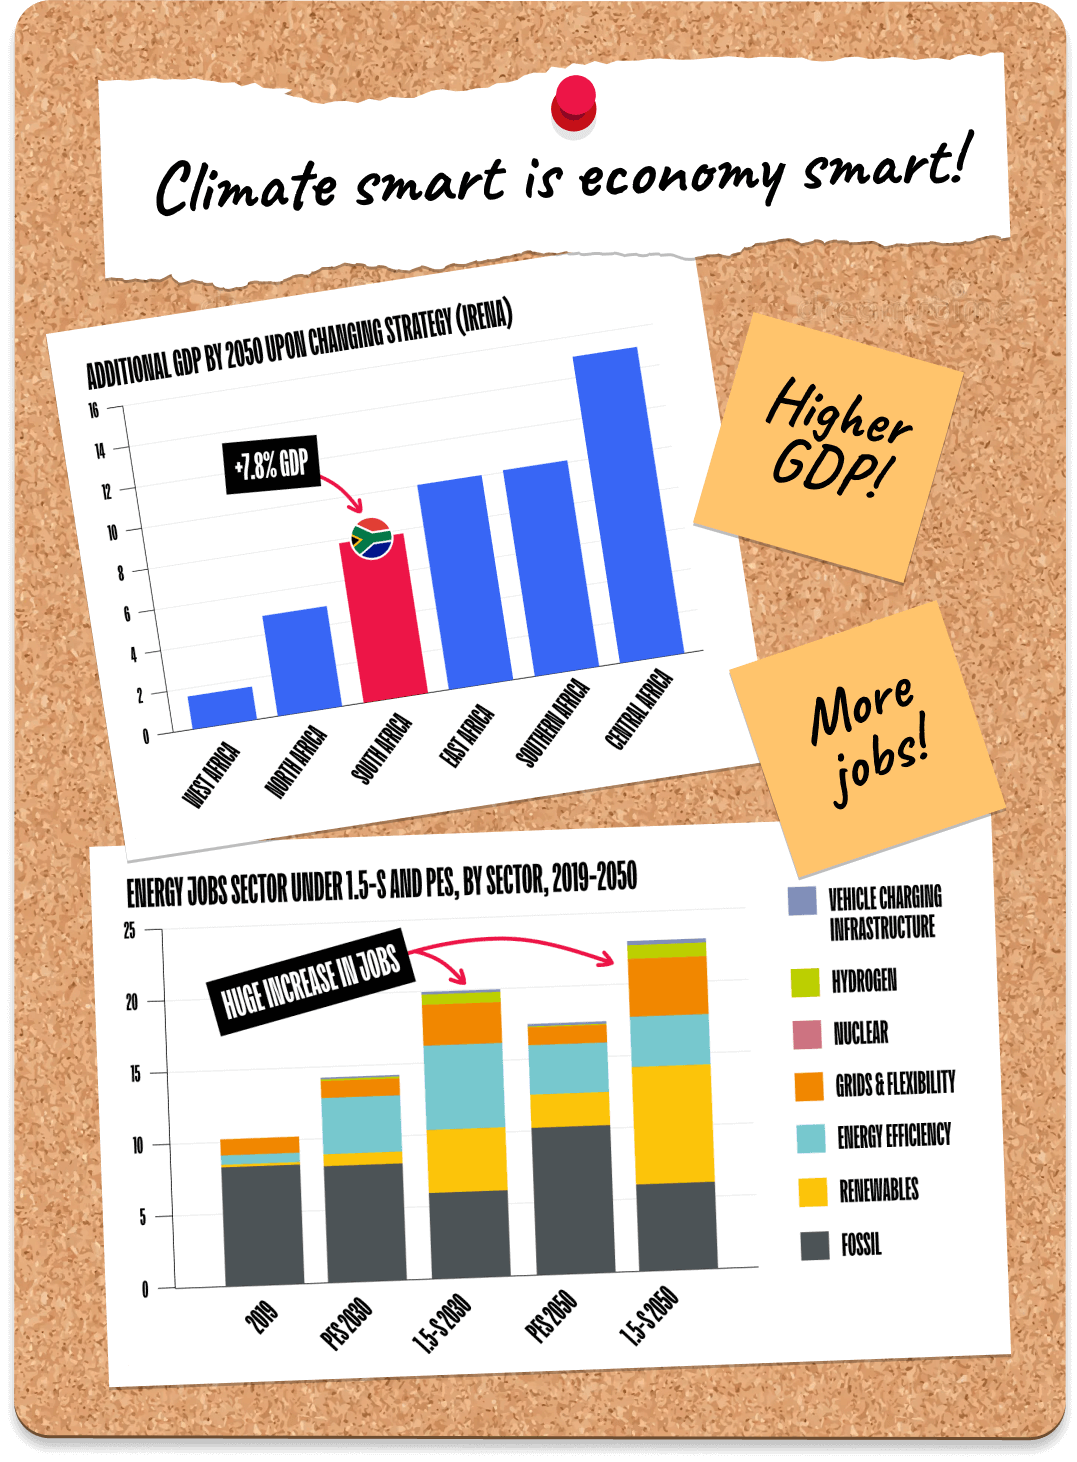 Climate smart is economy smart!
ADDITIONAL GDP BY 2050 UPON CHANGING STRATEGY (IRENA)
16
14
12
10
8
6
4
2
0
+7.8% GDP
WEST AFRICA
NORTH AFRICA
SOUTH AFRICA
EAST AFRICA
SOUTHERN AFRICA
CENTRAL AFRICA
Higher
GDP!
More
jobs!
ENERGY JOBS SECTOR UNDER 1.5-S AND PES, BY SECTOR, 2019-2050
25
20
15
10
5
0
HUGE INCREASE IN JOBS
2019
PES 2030
1.5-S 2030
PES 2050
1.5-S 2050
VEHICLE CHARGING
INFRASTRUCTURE
HYDROGEN
NUCLEAR
GRIDS & FLEXIBILITY
ENERGY EFFICIENCY
RENEWABLES
FOSSIL